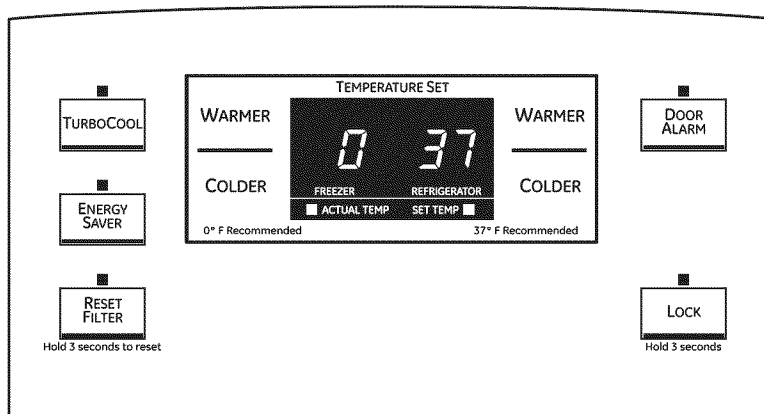 TEMPERATURE SET
TURBOCOOL
WARMER
WARMER
DOOR
ALARM
0 37
COLDER
COLDER
FREEZER REFRIGERATOR
ENERGY
SAVER
ACTUAL TEMP SET TEMP
0° F Recommended 37° F Recommended
RESET
FILTER
LOCK
Hold 3 seconds to reset
Hold 3 seconds